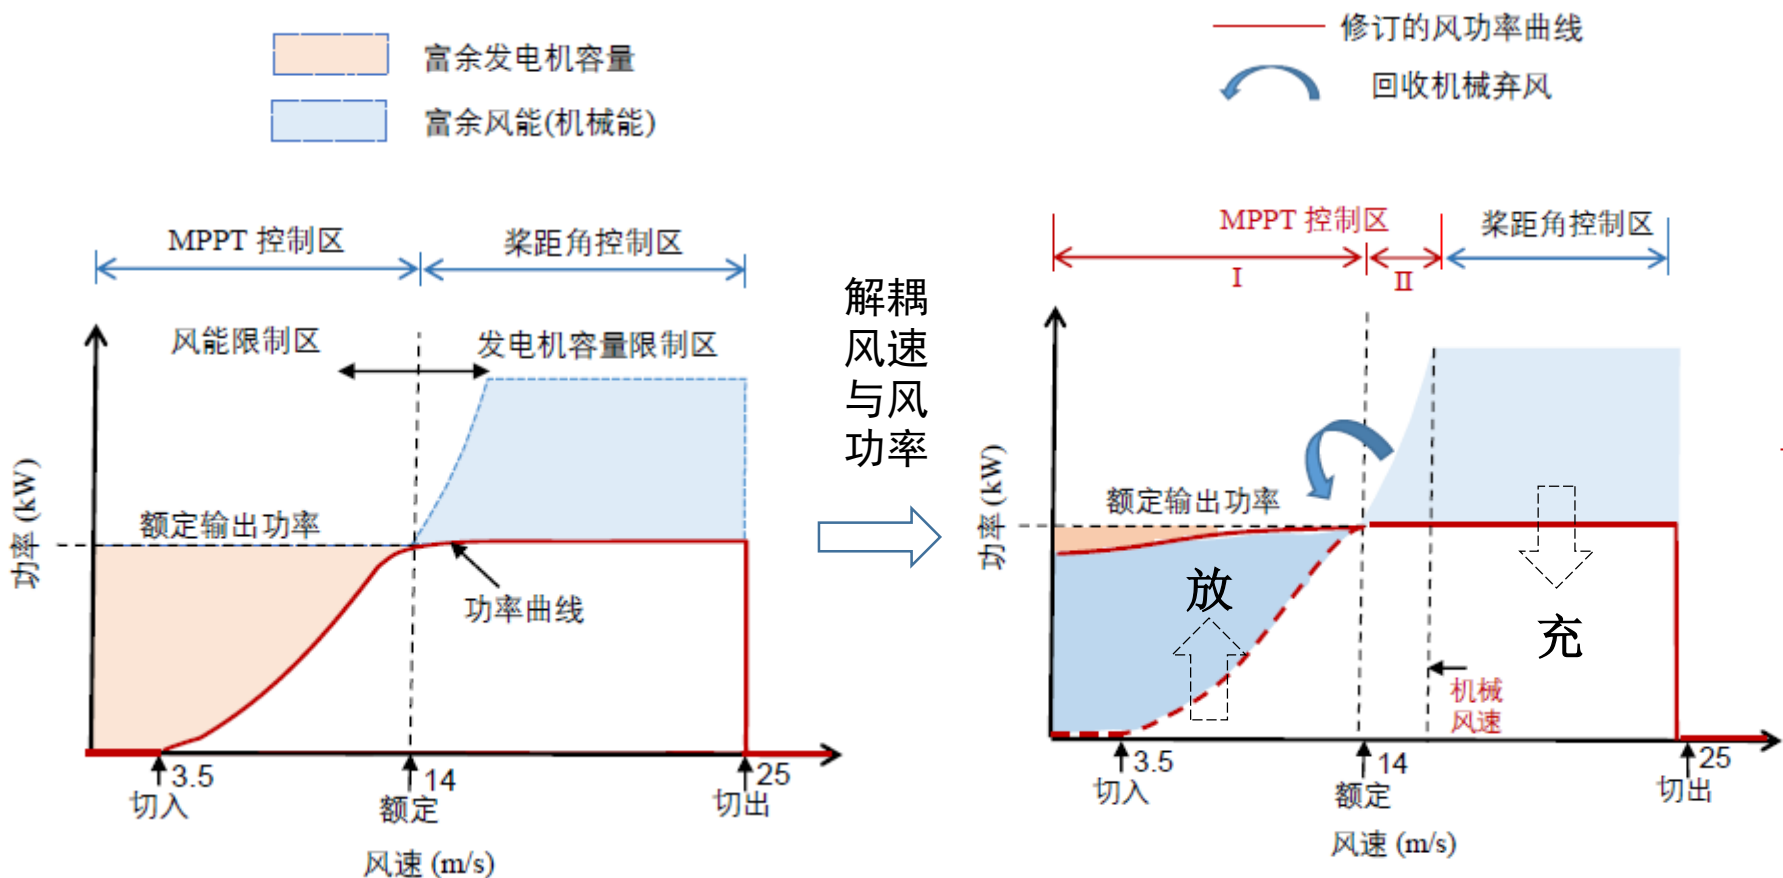 富余发电机容量
富余风能(机械能)
MPPT 控制区
桨距角控制区
风能限制区
发电机容量限制区
额定输出功率
功率曲线
功率 (kW)
3.5
切入
14
额定
25
切出
风速 (m/s)
解耦
风速
与风
功率
修订的风功率曲线
回收机械弃风
MPPT 控制区
桨距角控制区
I
II
额定输出功率
功率 (kW)
放
充
机械
风速
3.5
切入
14
额定
25
切出
风速 (m/s)